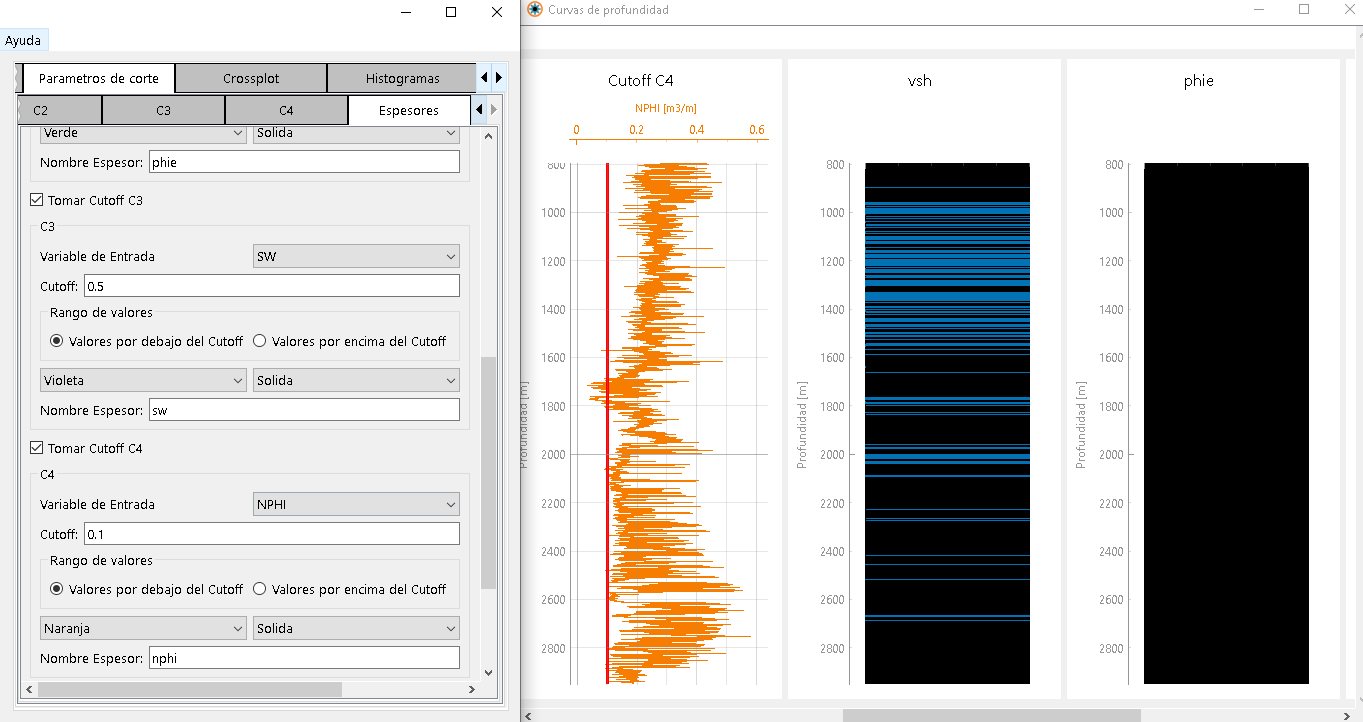 Ayuda
Parametros de corte
Crossplot
Histogramas
C2
C3
C4
Espesores
Verde
Solida
Nombre Espesor: phie
Tomar Cutoff C3
C3
Variable de Entrada
SW
Cutoff: 0.5
Rango de valores
Valores por debajo del Cutoff
Valores por encima del Cutoff
Violeta
Solida
Nombre Espesor: sw
Tomar Cutoff C4
C4
Variable de Entrada
NPHI
Cutoff: 0.1
Rango de valores
Valores por debajo del Cutoff
Valores por encima del Cutoff
Naranja
Solida
Nombre Espesor: nphi
Curvas de profundidad
Cutoff C4
NPHI [m3/m]
0 0.2 0.4 0.6
800
1000
1200
1400
1600
1800
2000
2200
2400
2600
2800
Profundidad [m]
vsh
800
1000
1200
1400
1600
1800
2000
2200
2400
2600
2800
Profundidad [m]
phie
800
1000
1200
1400
1600
1800
2000
2200
2400
2600
2800
Profundidad [m]